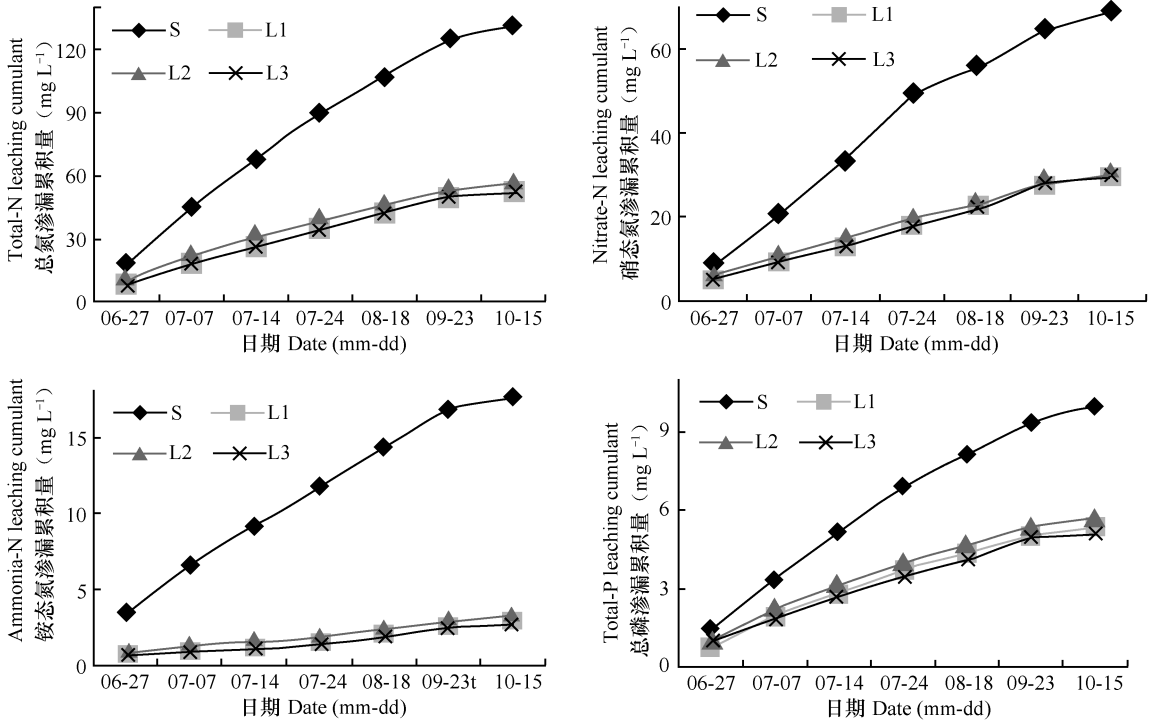 Total-N leaching cumulant
总氮渗漏累积量（mg L⁻¹）
120
90
60
30
0
S
L1
L2
L3
06-27 07-07 07-14 07-24 08-18 09-23 10-15
日期 Date (mm-dd)
Nitrate-N leaching cumulant
硝态氮渗漏累积量（mg L⁻¹）
60
40
20
0
S
L1
L2
L3
06-27 07-07 07-14 07-24 08-18 09-23 10-15
日期 Date (mm-dd)
Ammonia-N leaching cumulant
铵态氮渗漏累积量（mg L⁻¹）
15
10
5
0
S
L1
L2
L3
06-27 07-07 07-14 07-24 08-18 09-23t 10-15
日期 Date (mm-dd)
Total-P leaching cumulant
总磷渗漏累积量（mg L⁻¹）
9
6
3
0
S
L1
L2
L3
06-27 07-07 07-14 07-24 08-18 09-23 10-15
日期 Date (mm-dd)